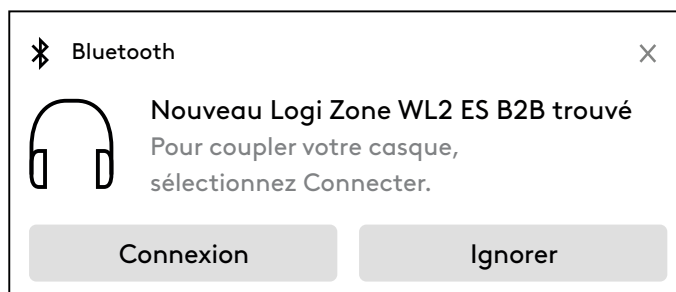 Bluetooth
Nouveau Logi Zone WL2 ES B2B trouvé
Pour coupler votre casque,
sélectionnez Connecter.
Connexion
Ignorer